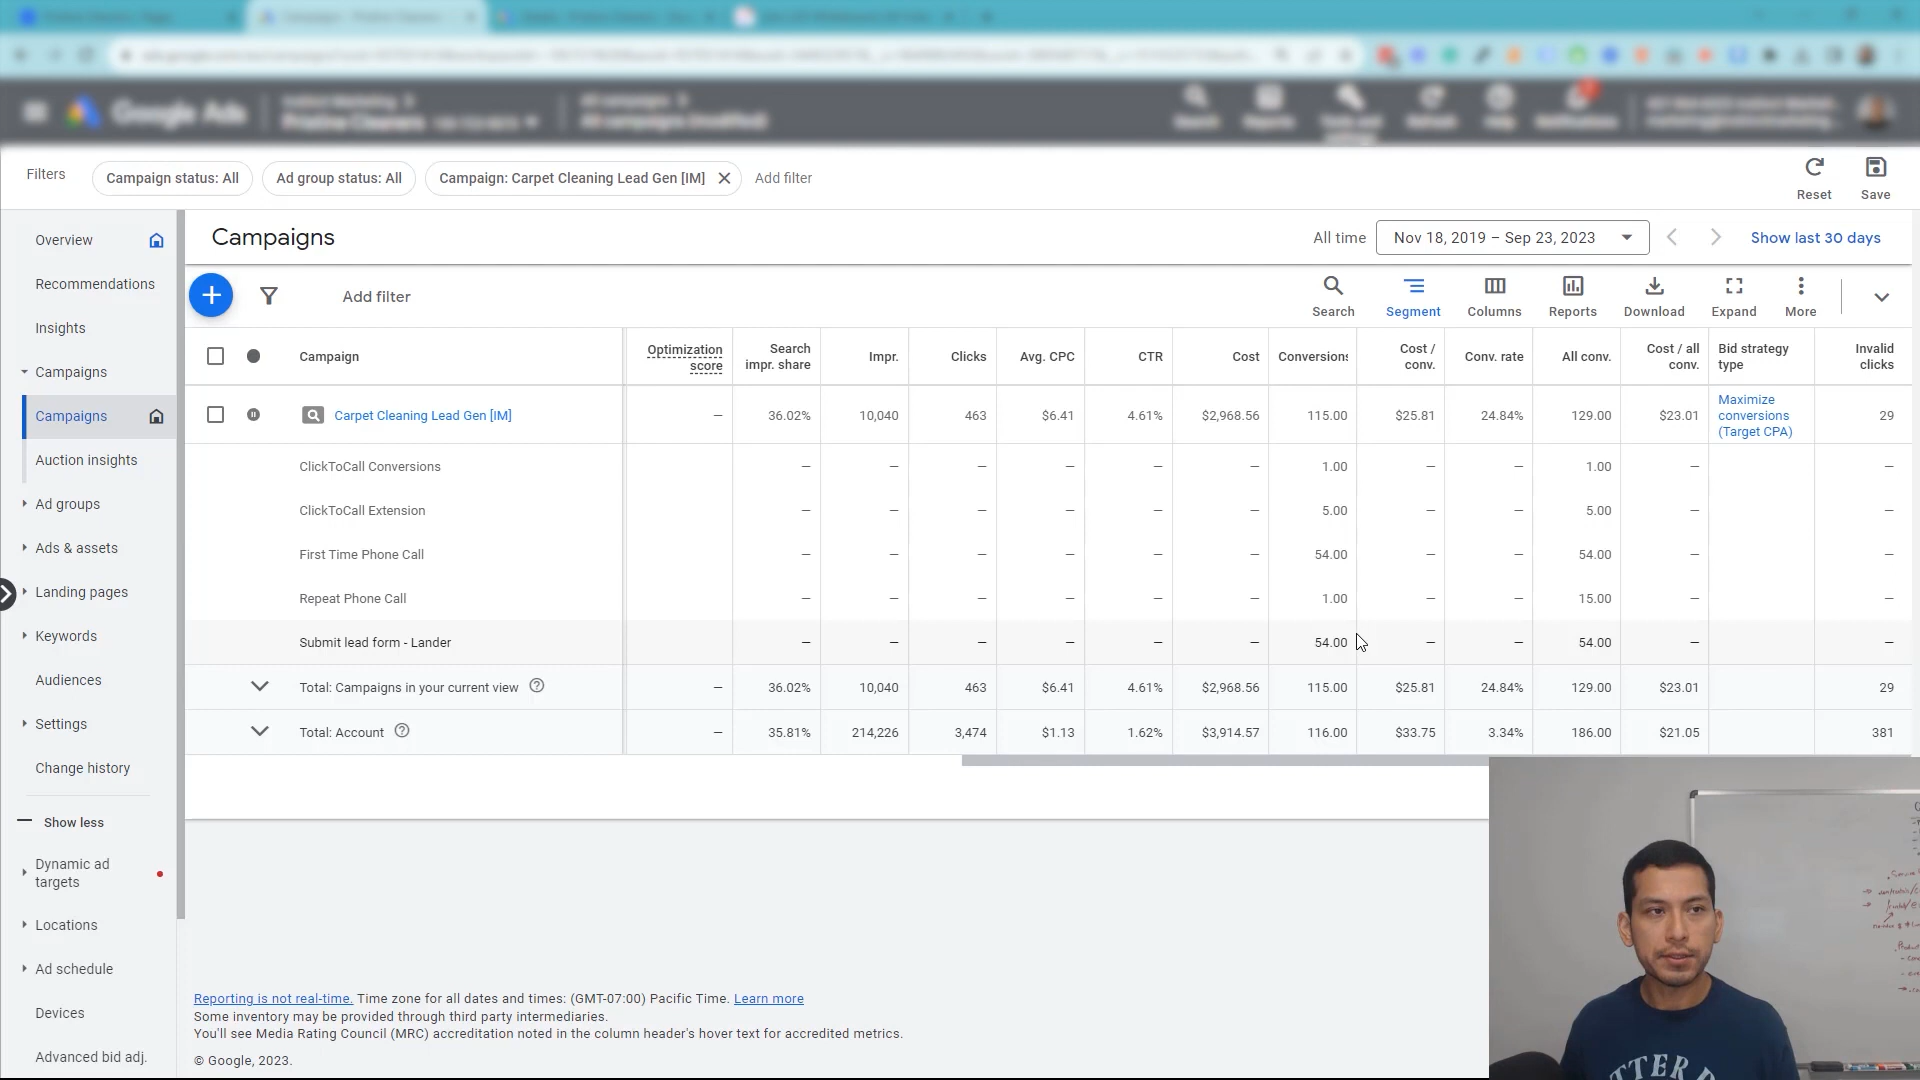 Google Ads
Pristine Cleaners
All campaigns
Search
Reports
Refresh
Help
Notifications
Filters
Campaign status: All
Ad group status: All
Campaign: Carpet Cleaning Lead Gen [IM]
Add filter
Reset
Save
Overview
Recommendations
Insights
Campaigns
Campaigns
Auction insights
Ad groups
Ads & assets
Landing pages
Keywords
Audiences
Settings
Change history
Show less
Dynamic ad
targets
Locations
Ad schedule
Devices
Advanced bid adj.
Campaigns
All time
Nov 18, 2019 – Sep 23, 2023
Show last 30 days
Add filter
Search
Segment
Columns
Reports
Download
Expand
More
Campaign
Optimization
score
Search
impr. share
Impr.
Clicks
Avg. CPC
CTR
Cost
Conversions
Cost /
conv.
Conv. rate
All conv.
Cost / all
conv.
Bid strategy
type
Invalid
clicks
Carpet Cleaning Lead Gen [IM] – 36.02% 10,040 463 $6.41 4.61% $2,968.56 115.00 $25.81 24.84% 129.00 $23.01
Maximize
conversions
(Target CPA)
29
ClickToCall Conversions – – – – – – 1.00 – – 1.00 – –
ClickToCall Extension – – – – – – 5.00 – – 5.00 – –
First Time Phone Call – – – – – – 54.00 – – 54.00 – –
Repeat Phone Call – – – – – – 1.00 – – 15.00 – –
Submit lead form - Lander – – – – – – 54.00 – – 54.00 – –
Total: Campaigns in your current view – 36.02% 10,040 463 $6.41 4.61% $2,968.56 115.00 $25.81 24.84% 129.00 $23.01 29
Total: Account – 35.81% 214,226 3,474 $1.13 1.62% $3,914.57 116.00 $33.75 3.34% 186.00 $21.05 381
Reporting is not real-time. Time zone for all dates and times: (GMT-07:00) Pacific Time. Learn more
Some inventory may be provided through third party intermediaries.
You'll see Media Rating Council (MRC) accreditation noted in the column header's hover text for accredited metrics.
© Google, 2023.